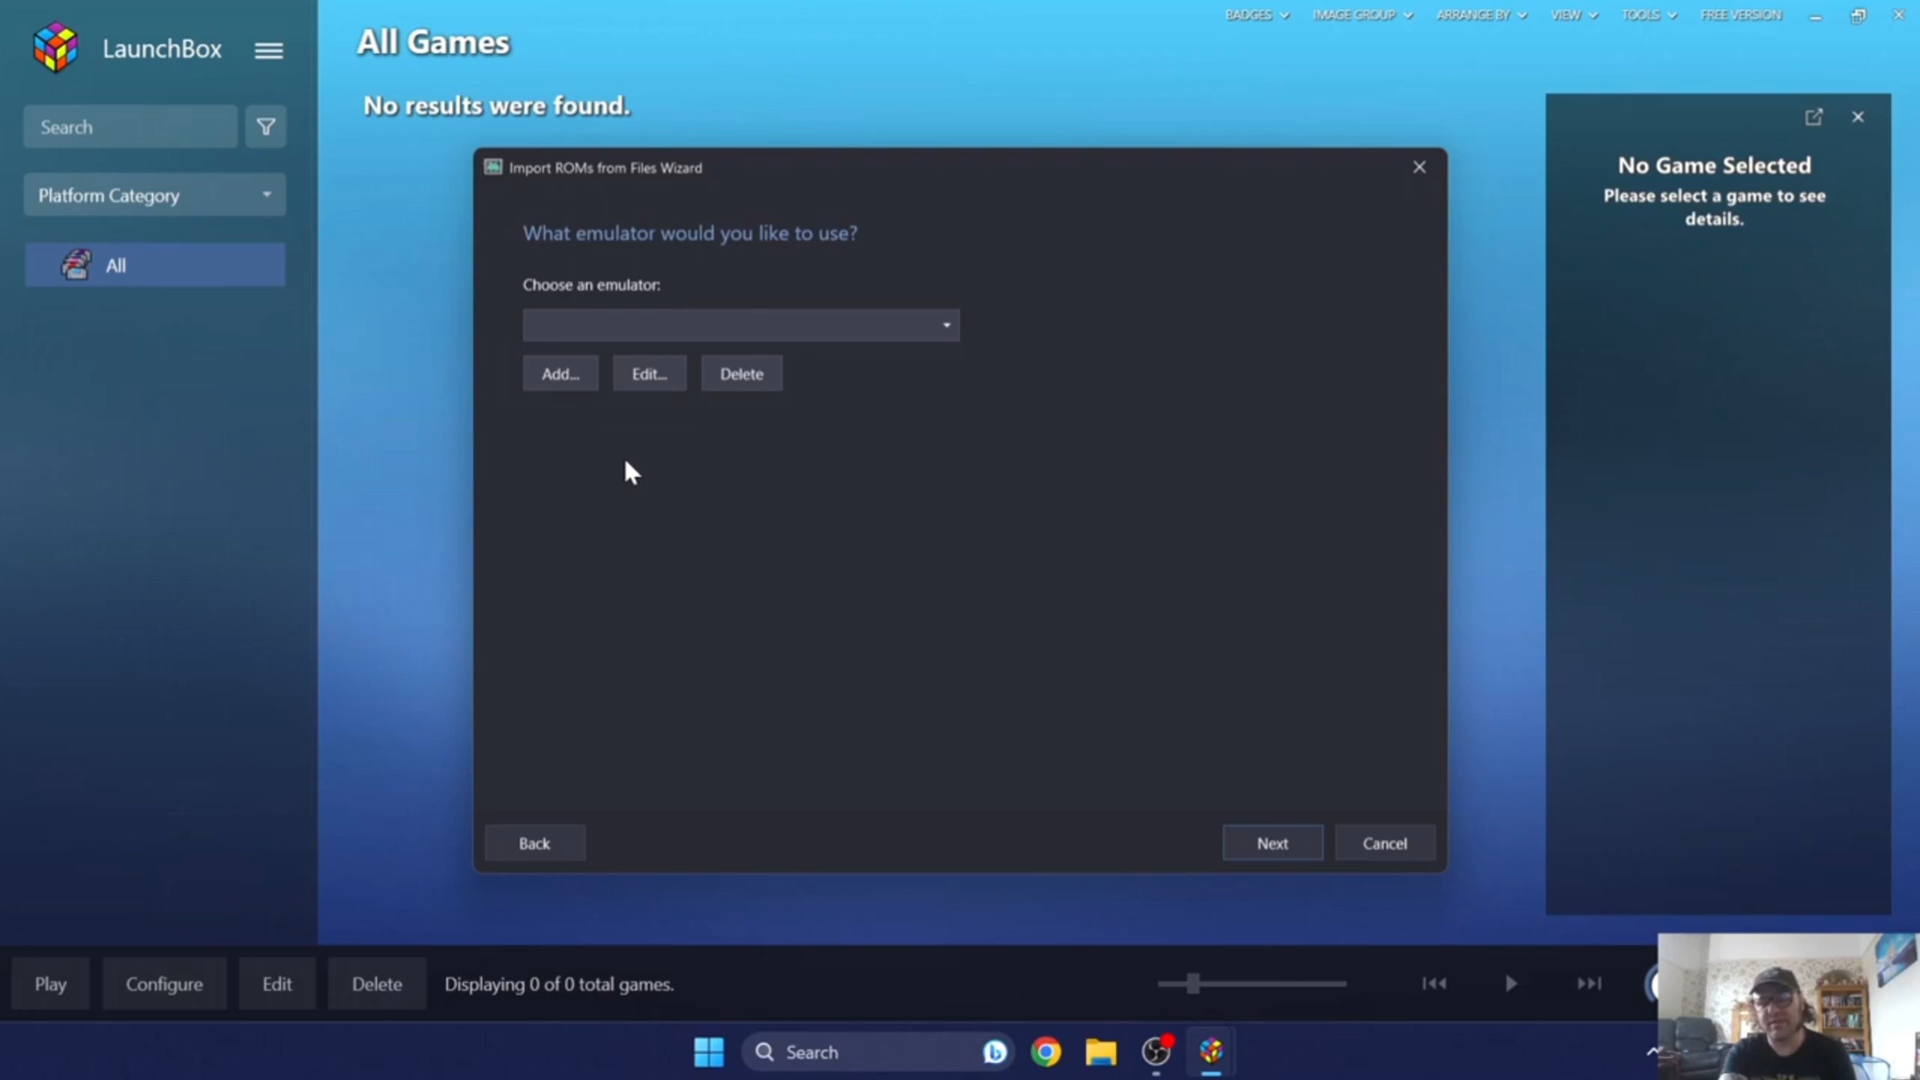 LaunchBox
BADGES
IMAGE GROUP
ARRANGE BY
VIEW
TOOLS
FREE VERSION
All Games
Search
No results were found.
Platform Category
All
Import ROMs from Files Wizard
What emulator would you like to use?
Choose an emulator:
Add...
Edit...
Delete
Back
Next
Cancel
No Game Selected
Please select a game to see
details.
Play
Configure
Edit
Delete
Displaying 0 of 0 total games.
Search